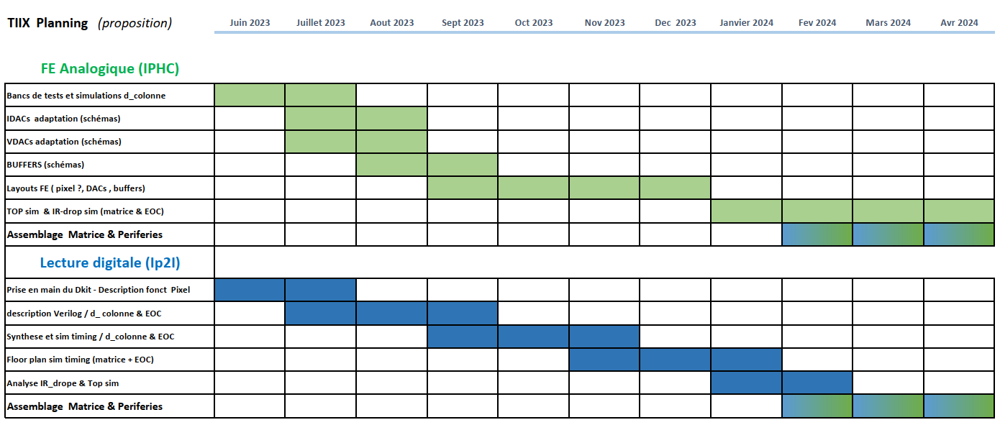 TIIX Planning (proposition)
Juin 2023 Juillet 2023 Aout 2023 Sept 2023 Oct 2023 Nov 2023 Dec 2023 Janvier 2024 Fev 2024 Mars 2024 Avr 2024
FE Analogique (IPHC)
Bancs de tests et simulations d_colonne
IDACs adaptation (schémas)
VDACs adaptation (schémas)
BUFFERS (schémas)
Layouts FE ( pixel ?, DACs , buffers)
TOP sim & IR-drop sim (matrice & EOC)
Assemblage Matrice & Periferies
Lecture digitale (Ip2I)
Prise en main du Dkit - Description fonct Pixel
description Verilog / d_ colonne & EOC
Synthese et sim timing / d_colonne & EOC
Floor plan sim timing (matrice + EOC)
Analyse IR_drope & Top sim
Assemblage Matrice & Periferies